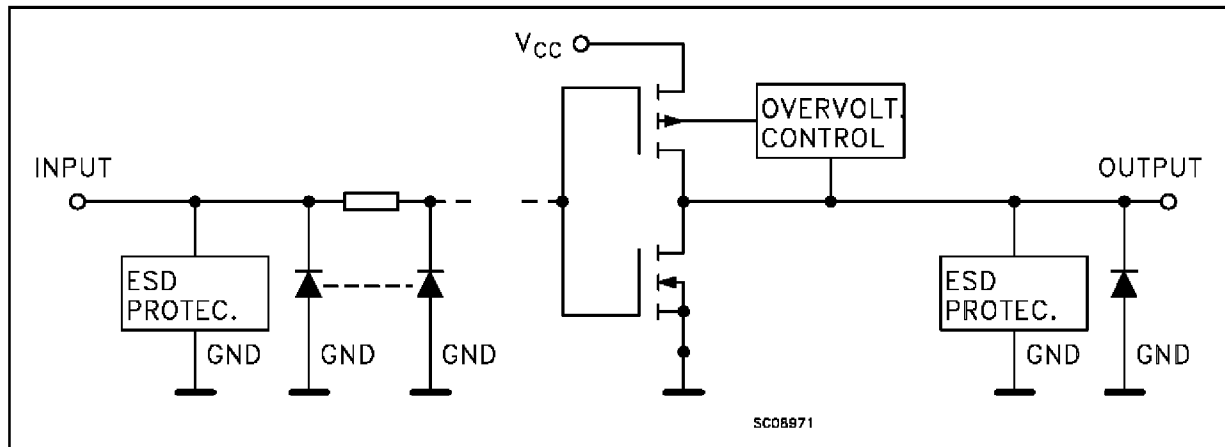 VCC
OVERVOLT.
CONTROL
INPUT
OUTPUT
ESD
PROTEC.
ESD
PROTEC.
GND
GND
GND
GND
GND
SC08971